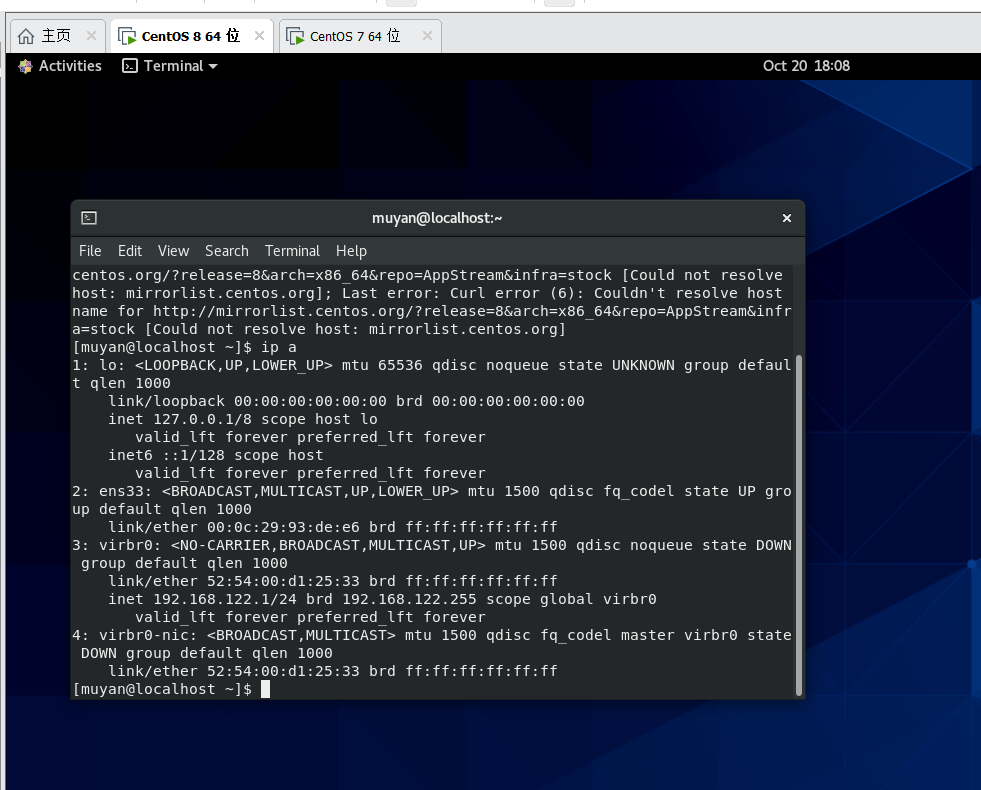 主页
CentOS 8 64 位
CentOS 7 64 位
Activities
Terminal
Oct 20 18:08
muyan@localhost:~
File Edit View Search Terminal Help
centos.org/?release=8&arch=x86_64&repo=AppStream&infra=stock [Could not resolve
host: mirrorlist.centos.org]; Last error: Curl error (6): Couldn't resolve host
name for http://mirrorlist.centos.org/?release=8&arch=x86_64&repo=AppStream&infr
a=stock [Could not resolve host: mirrorlist.centos.org]
[muyan@localhost ~]$ ip a
1: lo: <LOOPBACK,UP,LOWER_UP> mtu 65536 qdisc noqueue state UNKNOWN group defaul
t qlen 1000
    link/loopback 00:00:00:00:00:00 brd 00:00:00:00:00:00
    inet 127.0.0.1/8 scope host lo
       valid_lft forever preferred_lft forever
    inet6 ::1/128 scope host
       valid_lft forever preferred_lft forever
2: ens33: <BROADCAST,MULTICAST,UP,LOWER_UP> mtu 1500 qdisc fq_codel state UP gro
up default qlen 1000
    link/ether 00:0c:29:93:de:e6 brd ff:ff:ff:ff:ff:ff
3: virbr0: <NO-CARRIER,BROADCAST,MULTICAST,UP> mtu 1500 qdisc noqueue state DOWN
 group default qlen 1000
    link/ether 52:54:00:d1:25:33 brd ff:ff:ff:ff:ff:ff
    inet 192.168.122.1/24 brd 192.168.122.255 scope global virbr0
       valid_lft forever preferred_lft forever
4: virbr0-nic: <BROADCAST,MULTICAST> mtu 1500 qdisc fq_codel master virbr0 state
 DOWN group default qlen 1000
    link/ether 52:54:00:d1:25:33 brd ff:ff:ff:ff:ff:ff
[muyan@localhost ~]$